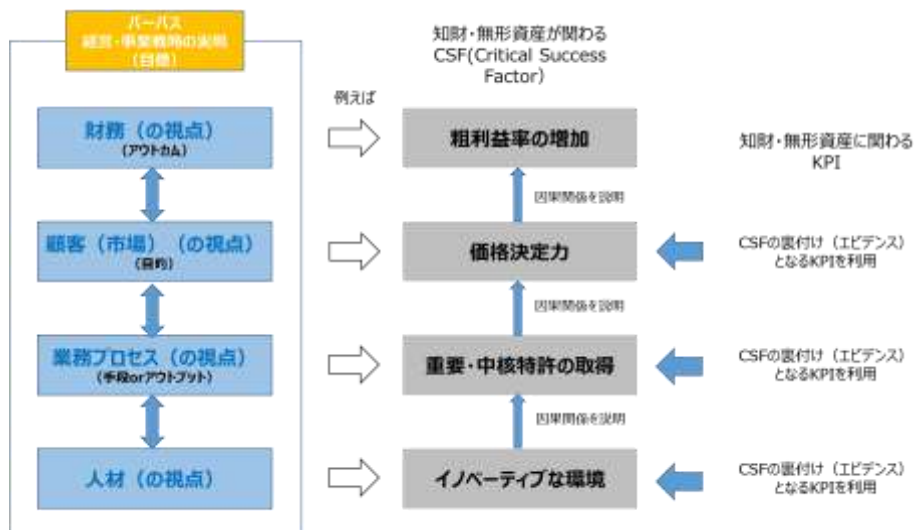 パーパス
経営・事業戦略の実現
（目標）
知財・無形資産が関わる
CSF(Critical Success
Factor）
例えば
財務（の視点）
(アウトカム)
粗利益率の増加
知財・無形資産に関わる
KPI
因果関係を説明
顧客（市場）（の視点）
(目的)
価格決定力
CSFの裏付け（エビデンス）
となるKPIを利用
因果関係を説明
業務プロセス（の視点）
(手段orアウトプット)
重要・中核特許の取得
CSFの裏付け（エビデンス）
となるKPIを利用
因果関係を説明
人材（の視点）
イノベーティブな環境
CSFの裏付け（エビデンス）
となるKPIを利用